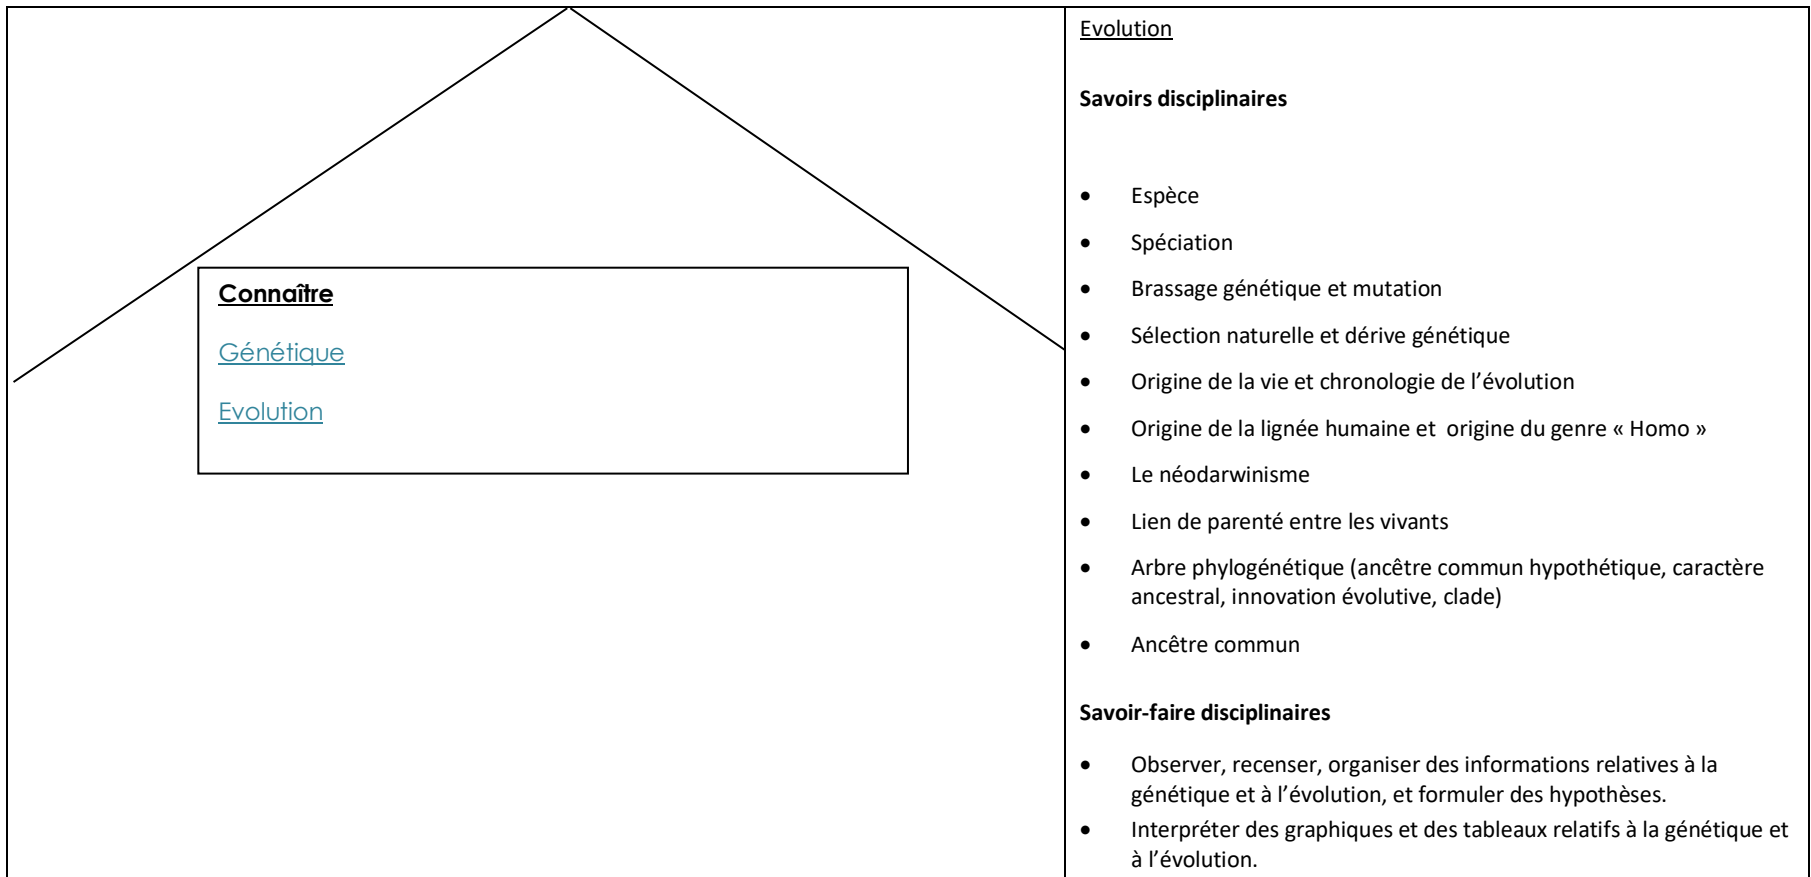 Connaître
Génétique
Evolution
Evolution
Savoirs disciplinaires
• Espèce
• Spéciation
• Brassage génétique et mutation
• Sélection naturelle et dérive génétique
• Origine de la vie et chronologie de l’évolution
• Origine de la lignée humaine et  origine du genre « Homo »
• Le néodarwinisme
• Lien de parenté entre les vivants
• Arbre phylogénétique (ancêtre commun hypothétique, caractère
ancestral, innovation évolutive, clade)
• Ancêtre commun
Savoir-faire disciplinaires
• Observer, recenser, organiser des informations relatives à la
génétique et à l’évolution, et formuler des hypothèses.
• Interpréter des graphiques et des tableaux relatifs à la génétique et
à l’évolution.